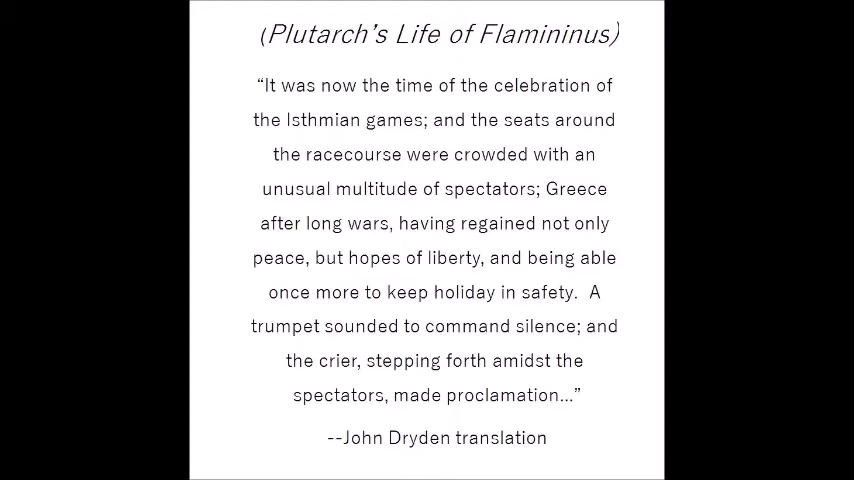 (Plutarch's Life of Flamininus)
“It was now the time of the celebration of
the Isthmian games; and the seats around
the racecourse were crowded with an
unusual multitude of spectators; Greece
after long wars, having regained not only
peace, but hopes of liberty, and being able
once more to keep holiday in safety.  A
trumpet sounded to command silence; and
the crier, stepping forth amidst the
spectators, made proclamation...”
--John Dryden translation